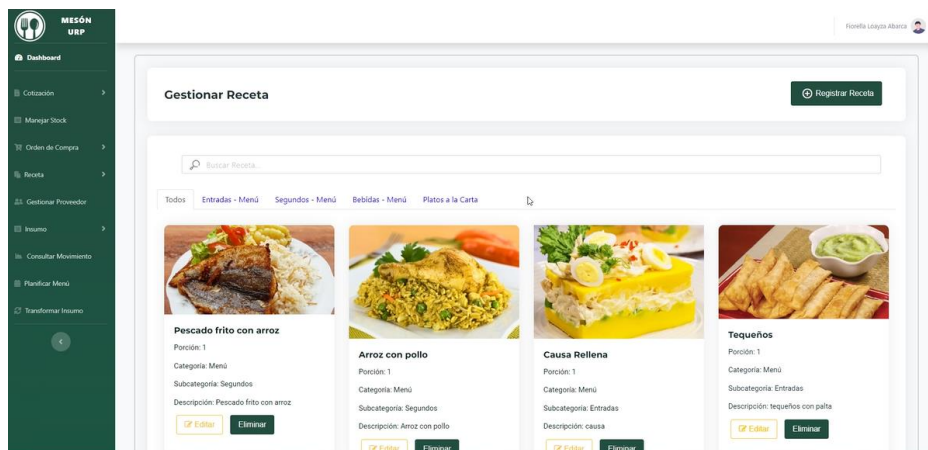 MESÓN
URP
Dashboard
Cotización
Manejar Stock
Orden de Compra
Receta
Gestionar Proveedor
Insumo
Consultar Movimiento
Planificar Menú
Transformar Insumo
Fiorella Loayza Abarca
Gestionar Receta
Registrar Receta
Buscar Receta...
Todos Entradas - Menú Segundos - Menú Bebidas - Menú Platos a la Carta
Pescado frito con arroz
Porción: 1
Categoría: Menú
Subcategoría: Segundos
Descripción: Pescado frito con arroz
Editar Eliminar
Arroz con pollo
Porción: 1
Categoría: Menú
Subcategoría: Segundos
Descripción: Arroz con pollo
Editar Eliminar
Causa Rellena
Porción: 1
Categoría: Menú
Subcategoría: Entradas
Descripción: causa
Editar Eliminar
Tequeños
Porción: 1
Categoría: Menú
Subcategoría: Entradas
Descripción: tequeños con palta
Editar Eliminar